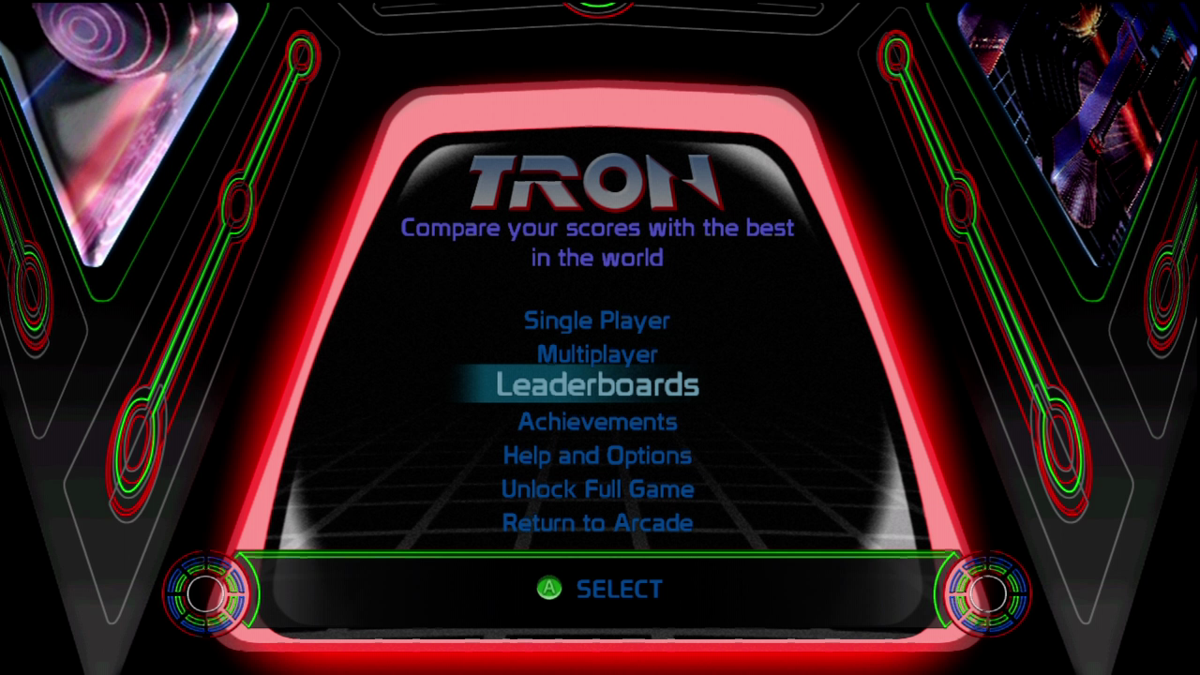 TRON
Compare your scores with the best
in the world
Single Player
Multiplayer
Leaderboards
Achievements
Help and Options
Unlock Full Game
Return to Arcade
A SELECT